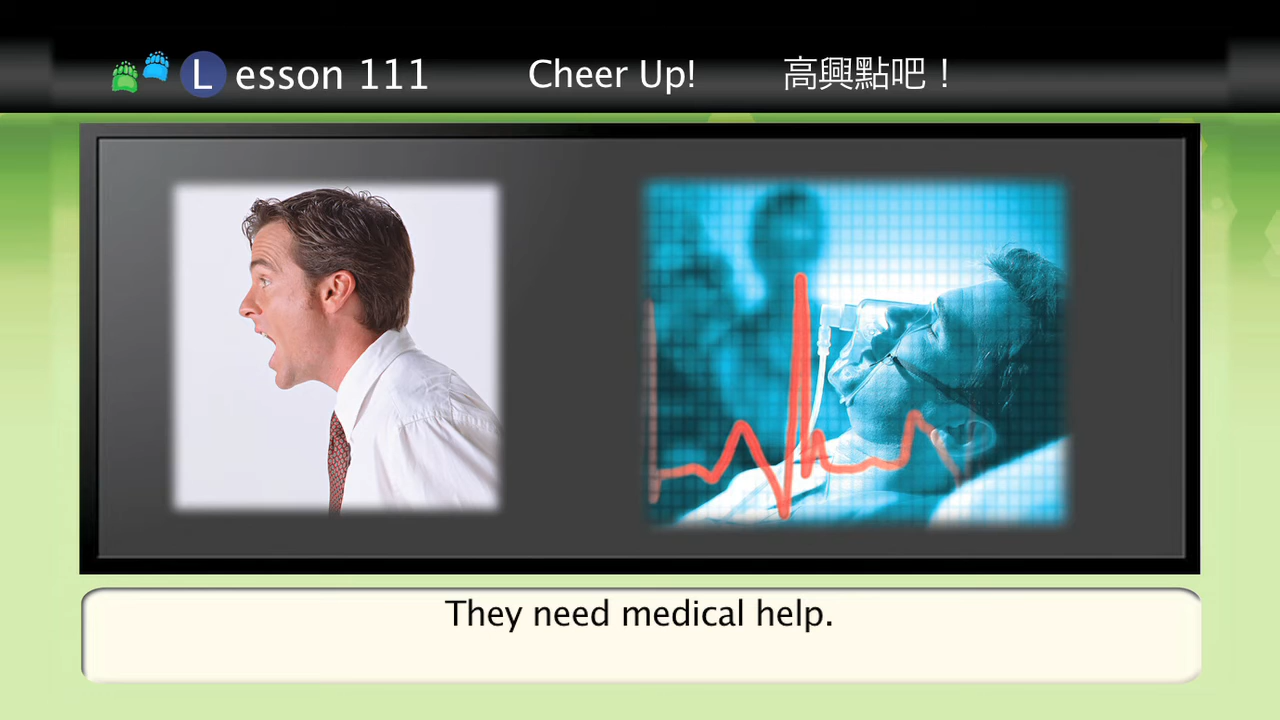 Lesson 111 Cheer Up! 高興點吧！
They need medical help.